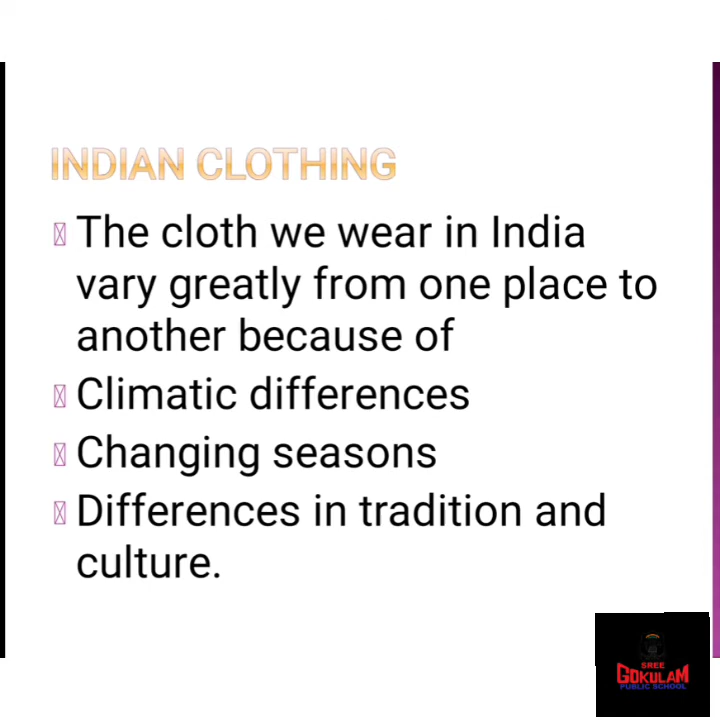 INDIAN CLOTHING
The cloth we wear in India
vary greatly from one place to
another because of
Climatic differences
Changing seasons
Differences in tradition and
culture.
SREE
GOKULAM
PUBLIC SCHOOL